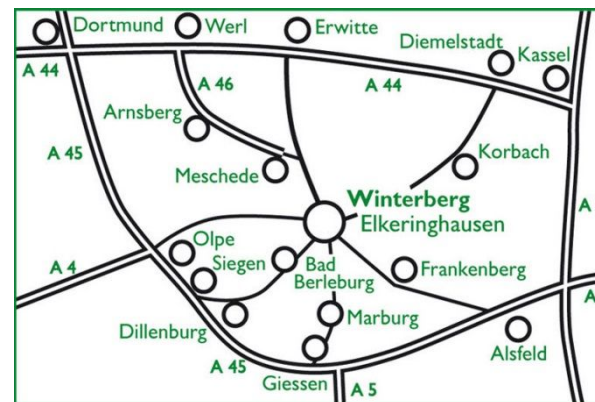 Dortmund
Werl
Erwitte
Diemelstadt
Kassel
A 44
A 46
A 44
Arnsberg
A 45
Meschede
Korbach
Winterberg
Elkeringhausen
A
Olpe
Siegen
Bad
Berleburg
Frankenberg
A 4
A
Dillenburg
Marburg
Alsfeld
A 45
Giessen
A 5